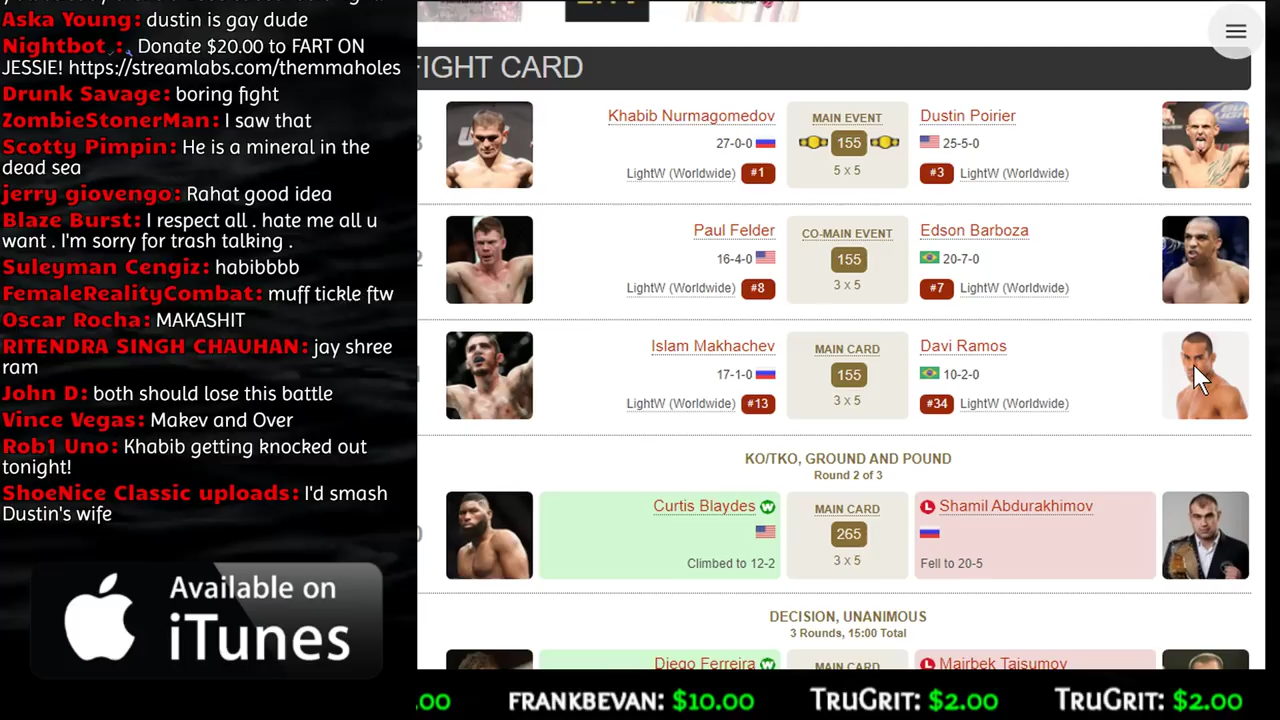 Aska Young: dustin is gay dude
Nightbot : Donate $20.00 to FART ON
JESSIE! https://streamlabs.com/themmaholes
Drunk Savage: boring fight
ZombieStonerMan: I saw that
Scotty Pimpin: He is a mineral in the
dead sea
jerry giovengo: Rahat good idea
Blaze Burst: I respect all . hate me all u
want . I'm sorry for trash talking .
Suleyman Cengiz: habibbbb
FemaleRealityCombat: muff tickle ftw
Oscar Rocha: MAKASHIT
RITENDRA SINGH CHAUHAN: jay shree
ram
John D: both should lose this battle
Vince Vegas: Makev and Over
Rob1 Uno: Khabib getting knocked out
tonight!
ShoeNice Classic uploads: I'd smash
Dustin's wife
Available on
iTunes
FIGHT CARD
Khabib Nurmagomedov MAIN EVENT Dustin Poirier
27-0-0 155 25-5-0
LightW (Worldwide) #1 5 x 5 #3 LightW (Worldwide)
Paul Felder CO-MAIN EVENT Edson Barboza
16-4-0 155 20-7-0
LightW (Worldwide) #8 3 x 5 #7 LightW (Worldwide)
Islam Makhachev MAIN CARD Davi Ramos
17-1-0 155 10-2-0
LightW (Worldwide) #13 3 x 5 #34 LightW (Worldwide)
KO/TKO, GROUND AND POUND
Round 2 of 3
Curtis Blaydes W MAIN CARD L Shamil Abdurakhimov
265
Climbed to 12-2 3 x 5 Fell to 20-5
DECISION, UNANIMOUS
3 Rounds, 15:00 Total
Diego Ferreira W MAIN CARD L Mairbek Taisumov
.00 FRANKBEVAN: $10.00 TRUGRIT: $2.00 TRUGRIT: $2.00